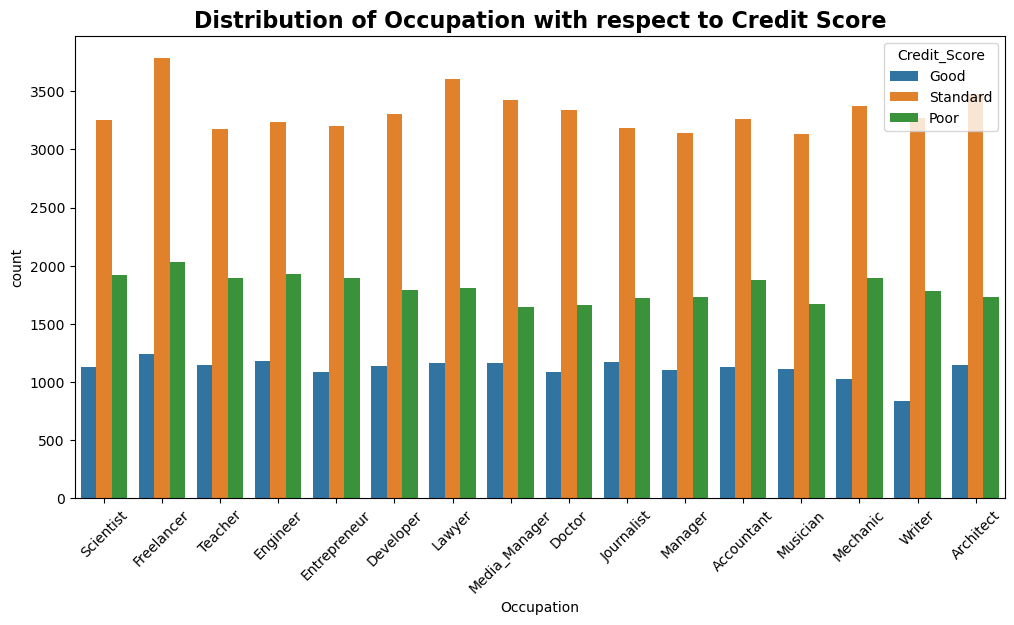 Distribution of Occupation with respect to Credit Score
Credit_Score
Good
Standard
Poor
3500
3000
2500
2000
1500
1000
500
0
count
Scientist
Freelancer
Teacher
Engineer
Entrepreneur
Developer
Lawyer
Media_Manager
Doctor
Journalist
Manager
Accountant
Musician
Mechanic
Writer
Architect
Occupation